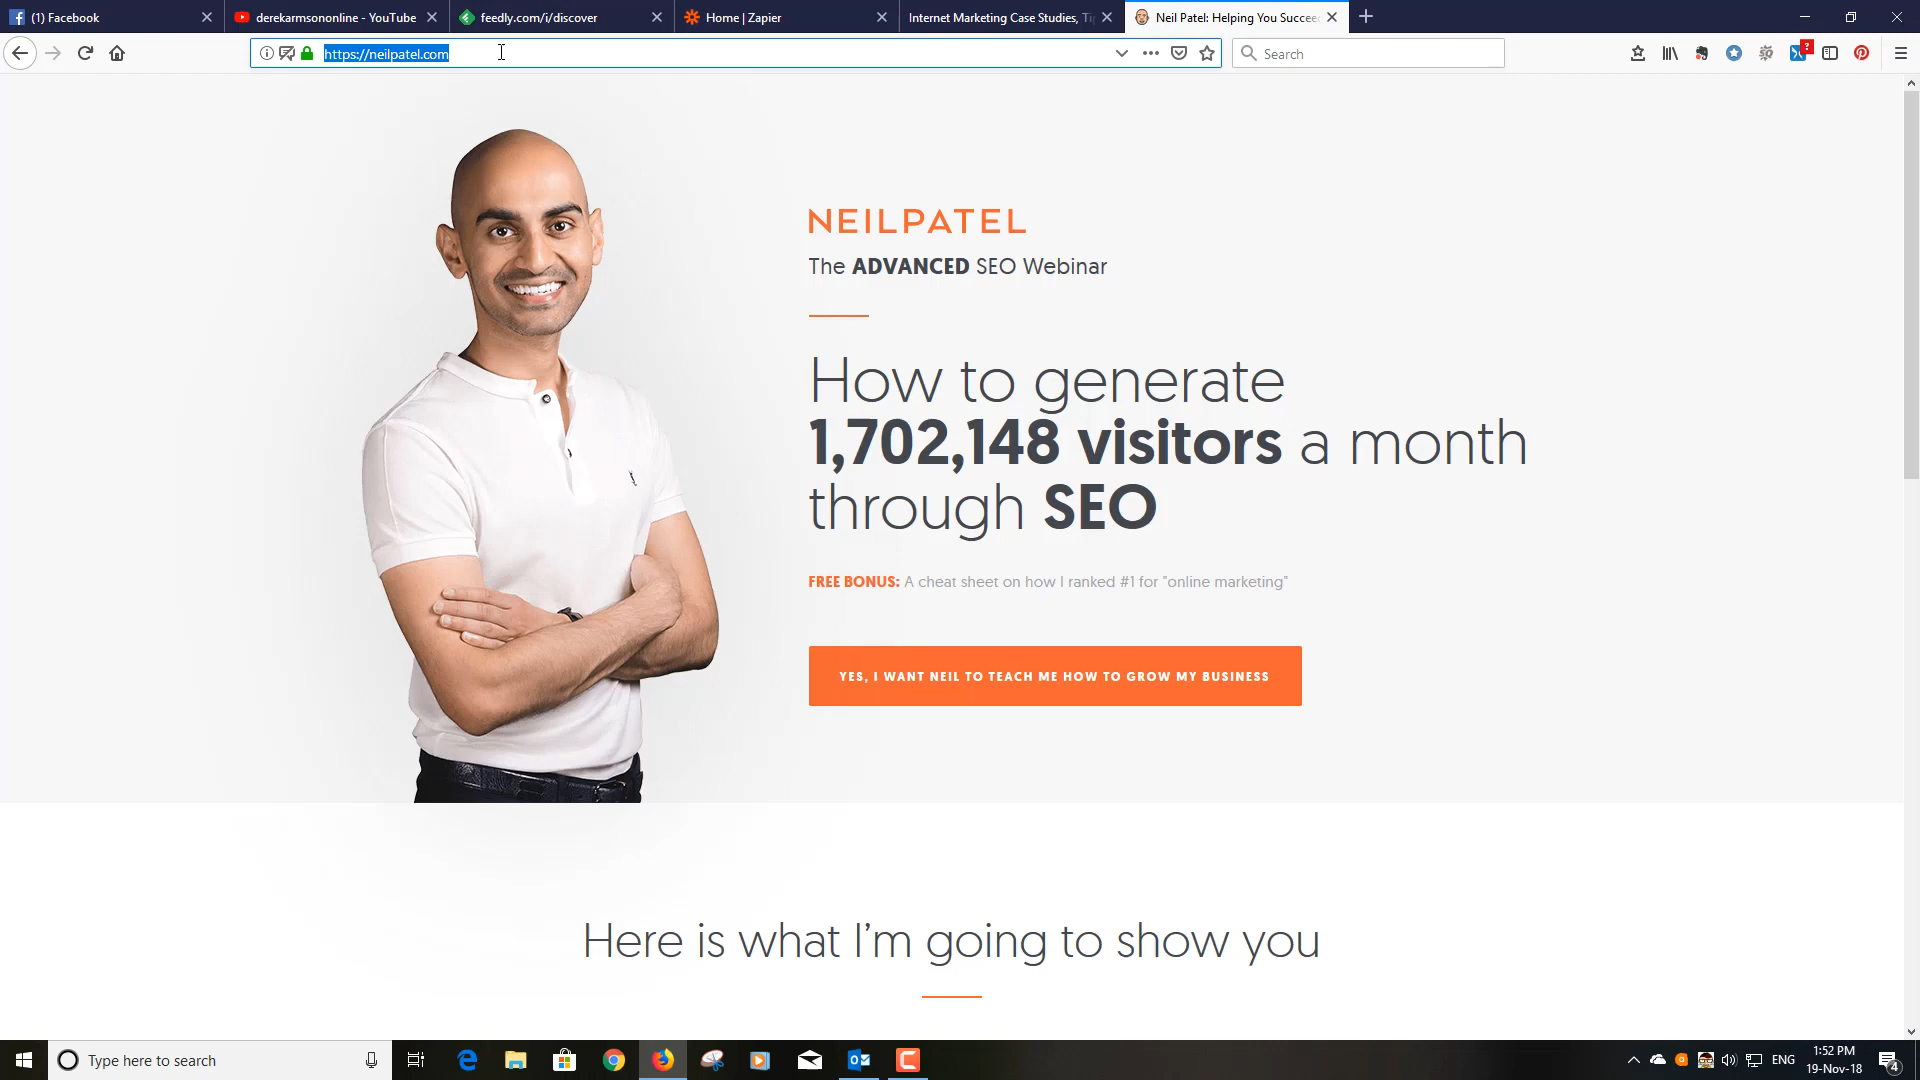 (1) Facebook
derekarmsononline - YouTube
feedly.com/i/discover
Home | Zapier
Internet Marketing Case Studies,
Neil Patel: Helping You Succee
https://neilpatel.com
Search
NEILPATEL
The ADVANCED SEO Webinar
How to generate
1,702,148 visitors a month
through SEO
FREE BONUS: A cheat sheet on how I ranked #1 for "online marketing"
YES, I WANT NEIL TO TEACH ME HOW TO GROW MY BUSINESS
Here is what I'm going to show you
Type here to search
ENG
1:52 PM
19-Nov-18
4